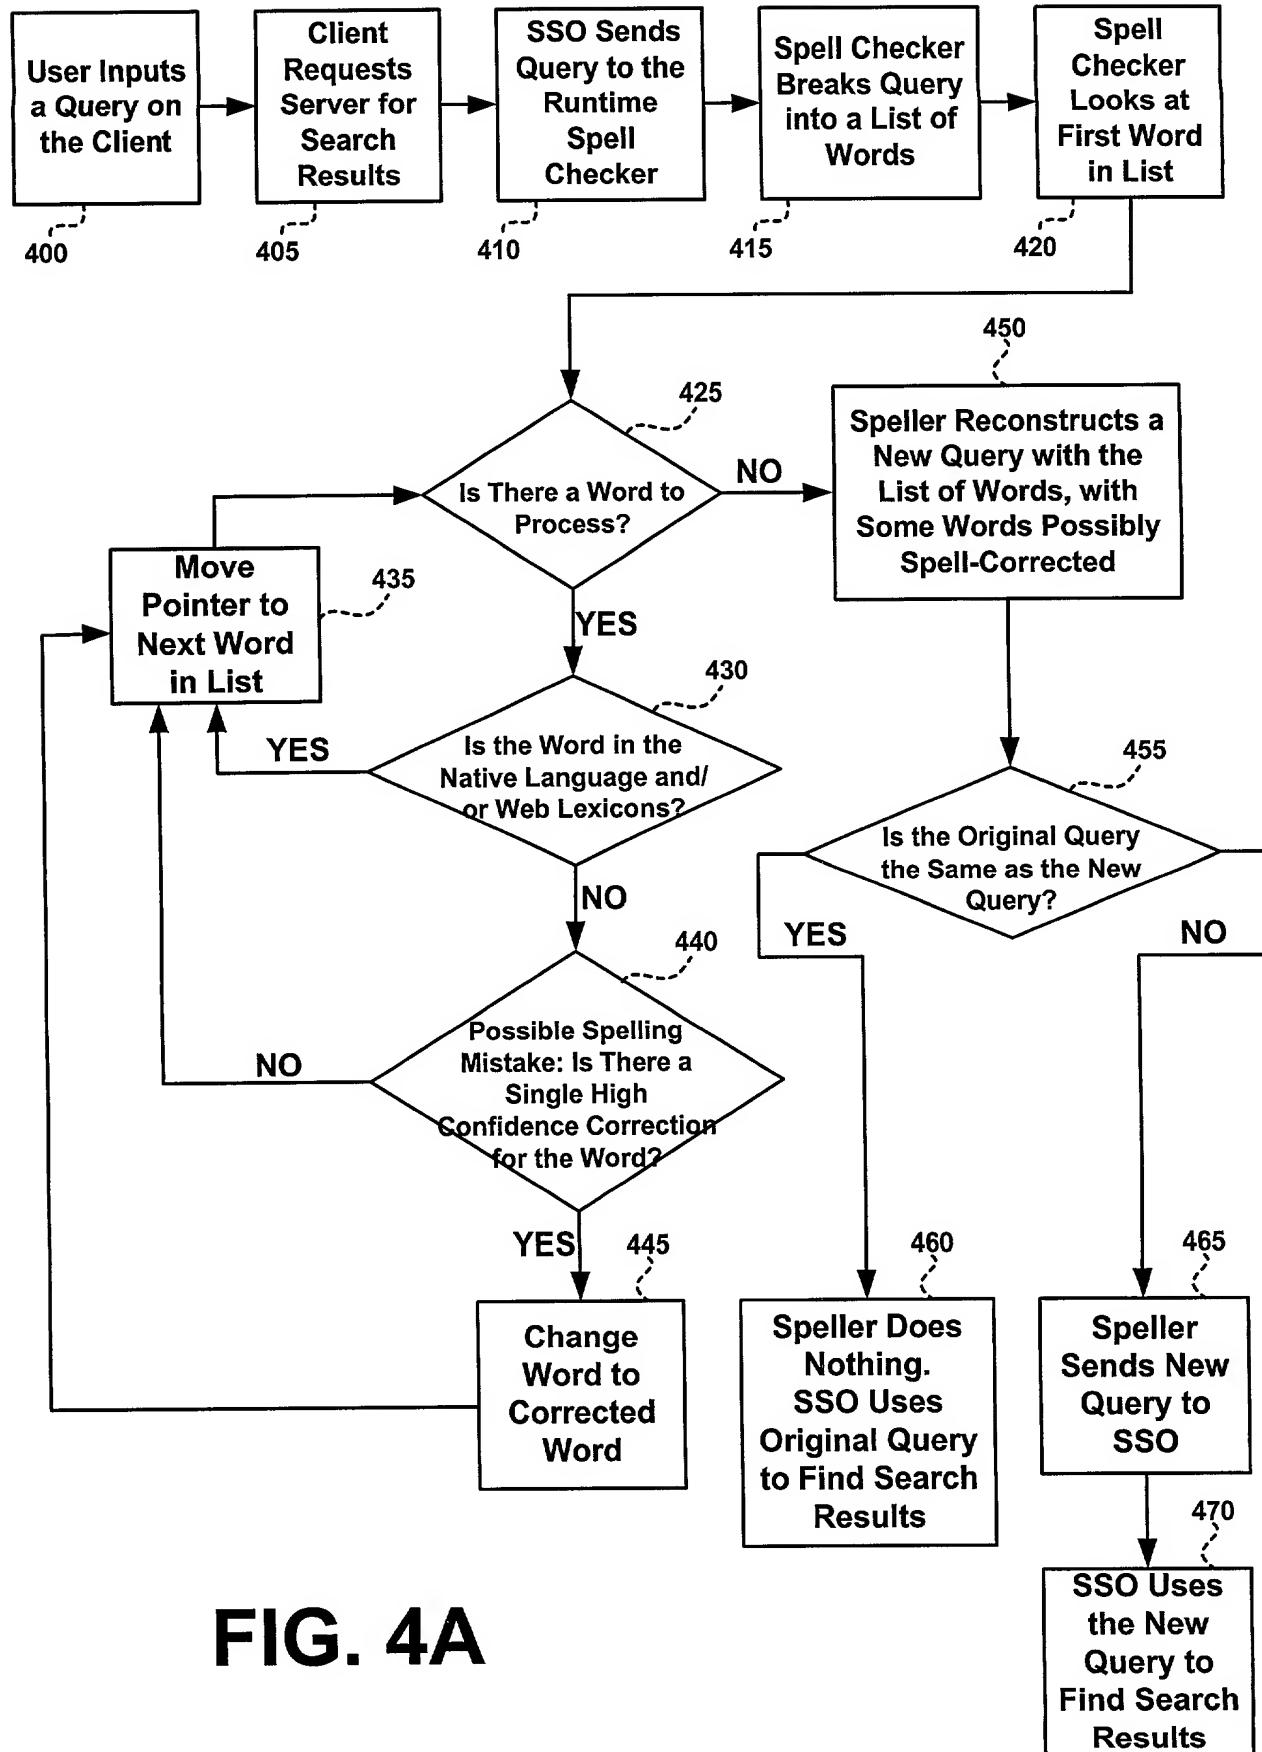 User Inputs
a Query on
the Client
400
Client
Requests
Server for
Search
Results
405
SSO Sends
Query to the
Runtime
Spell
Checker
410
Spell Checker
Breaks Query
into a List of
Words
415
Spell
Checker
Looks at
First Word
in List
420
425
Is There a Word to
Process?
NO
YES
450
Speller Reconstructs a
New Query with the
List of Words, with
Some Words Possibly
Spell-Corrected
Move
Pointer to
Next Word
in List
435
430
Is the Word in the
Native Language and/
or Web Lexicons?
YES
NO
455
Is the Original Query
the Same as the New
Query?
YES
NO
440
Possible Spelling
Mistake: Is There a
Single High
Confidence Correction
for the Word?
NO
YES
445
Change
Word to
Corrected
Word
460
Speller Does
Nothing.
SSO Uses
Original Query
to Find Search
Results
465
Speller
Sends New
Query to
SSO
470
SSO Uses
the New
Query to
Find Search
Results
FIG. 4A